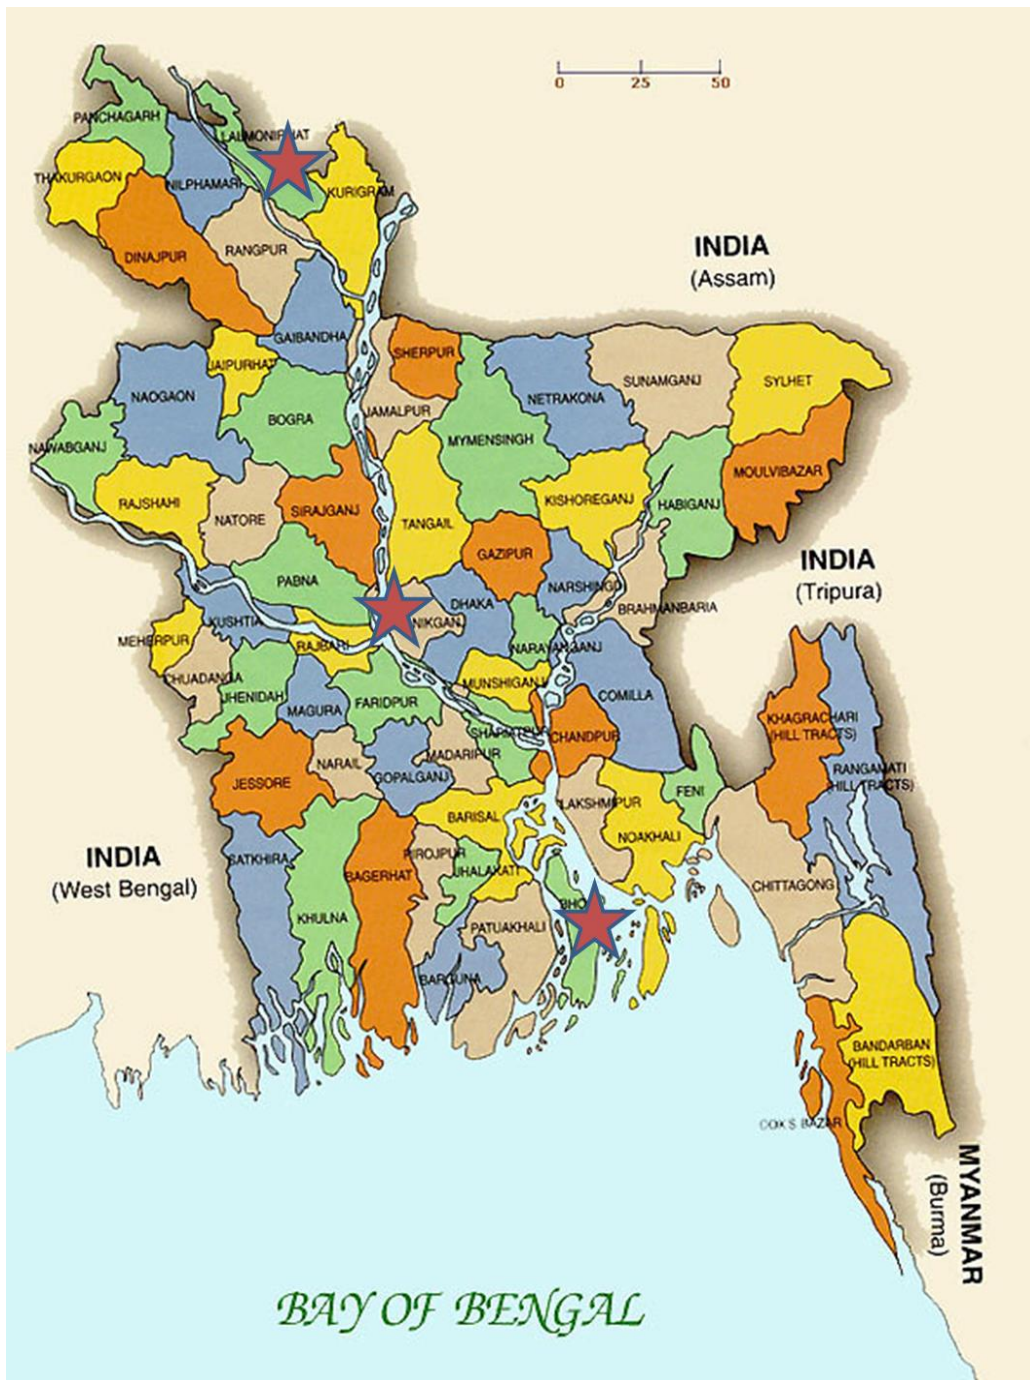 0 25 50
PANCHAGARH
LALMONIRHAT
THAKURGAON
NILPHAMARI
KURIGRAM
DINAJPUR
RANGPUR
INDIA
(Assam)
GAIBANDHA
JAIPURHAT
SHERPUR
NAOGAON
BOGRA
JAMALPUR
NETRAKONA
SUNAMGANJ
SYLHET
NAWABGANJ
MYMENSINGH
MOULVIBAZAR
RAJSHAHI
NATORE
SIRAJGANJ
TANGAIL
KISHOREGANJ
HABIGANJ
GAZIPUR
INDIA
(Tripura)
PABNA
NARSHINGDI
DHAKA
BRAHMANBARIA
KUSHTIA
NIKGANJ
MEHERPUR
RAJBARI
NARAYANGANJ
CHUADANGA
JHENIDAH
MAGURA
FARIDPUR
MUNSHIGANJ
COMILLA
SHARIATPUR
CHANDPUR
KHAGRACHARI
(HILL TRACTS)
JESSORE
NARAIL
GOPALGANJ
MADARIPUR
RANGAMATI
(HILL TRACTS)
FENI
LAKSHMIPUR
BARISAL
NOAKHALI
INDIA
(West Bengal)
SATKHIRA
BAGERHAT
PIROJPUR
JHALAKATI
CHITTAGONG
KHULNA
PATUAKHALI
BHO
BARGUNA
BANDARBAN
(HILL TRACTS)
COX'S BAZAR
MYANMAR
(Burma)
BAY OF BENGAL